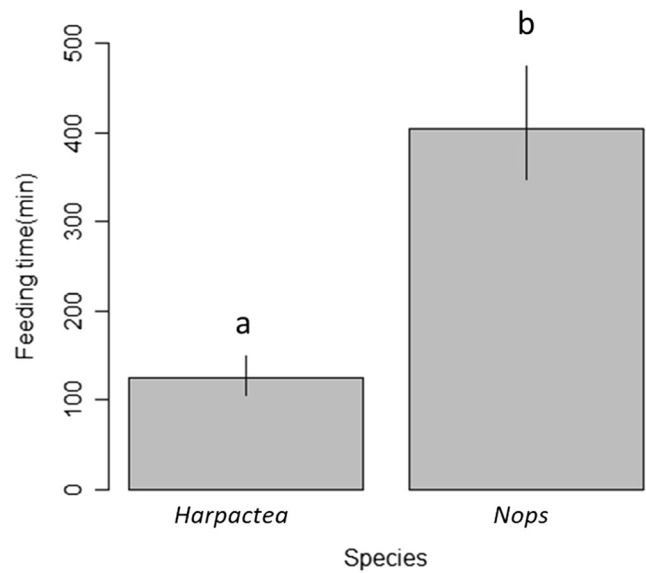 b
500
400
300
200
100
0
Feeding time(min)
a
Harpactea Nops
Species